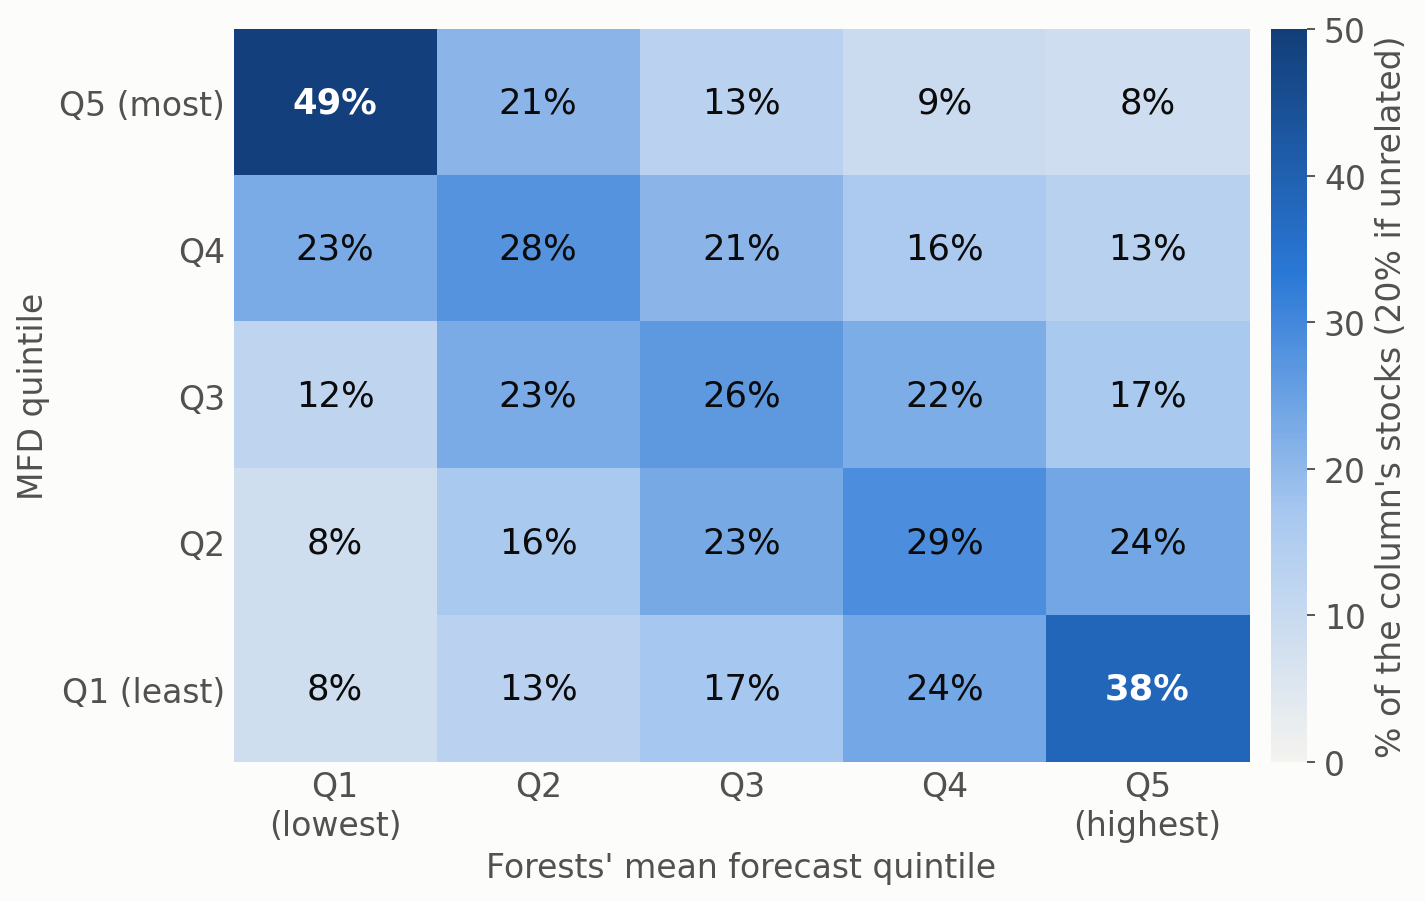 Q5 (most)
49%
21%
13%
9%
8%
Q4
23%
28%
21%
16%
13%
Q3
12%
23%
26%
22%
17%
Q2
8%
16%
23%
29%
24%
Q1 (least)
8%
13%
17%
24%
38%
Q1
(lowest)
Q2
Q3
Q4
Q5
(highest)
Forests' mean forecast quintile
MFD quintile
50
40
30
20
10
0
% of the column's stocks (20% if unrelated)